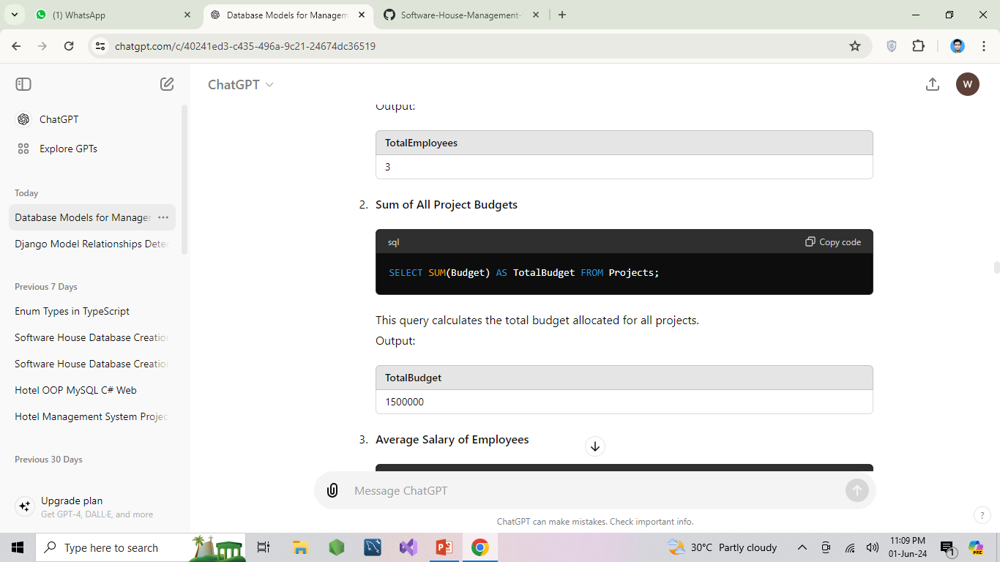 (1) WhatsApp
Database Models for Managem
Software-House-Management-
chatgpt.com/c/40241ed3-c435-496a-9c21-24674dc36519
ChatGPT
W
ChatGPT
Explore GPTs
Today
Database Models for Manager
Django Model Relationships Detec
Previous 7 Days
Enum Types in TypeScript
Software House Database Creation
Software House Database Creation
Hotel OOP MySQL C# Web
Hotel Management System Projec
Previous 30 Days
Upgrade plan
Get GPT-4, DALL·E, and more
Output:
TotalEmployees
3
2. Sum of All Project Budgets
sql
Copy code
SELECT SUM(Budget) AS TotalBudget FROM Projects;
This query calculates the total budget allocated for all projects.
Output:
TotalBudget
1500000
3. Average Salary of Employees
Message ChatGPT
ChatGPT can make mistakes. Check important info.
?
Type here to search
30°C Partly cloudy
11:09 PM
01-Jun-24
1
PRE